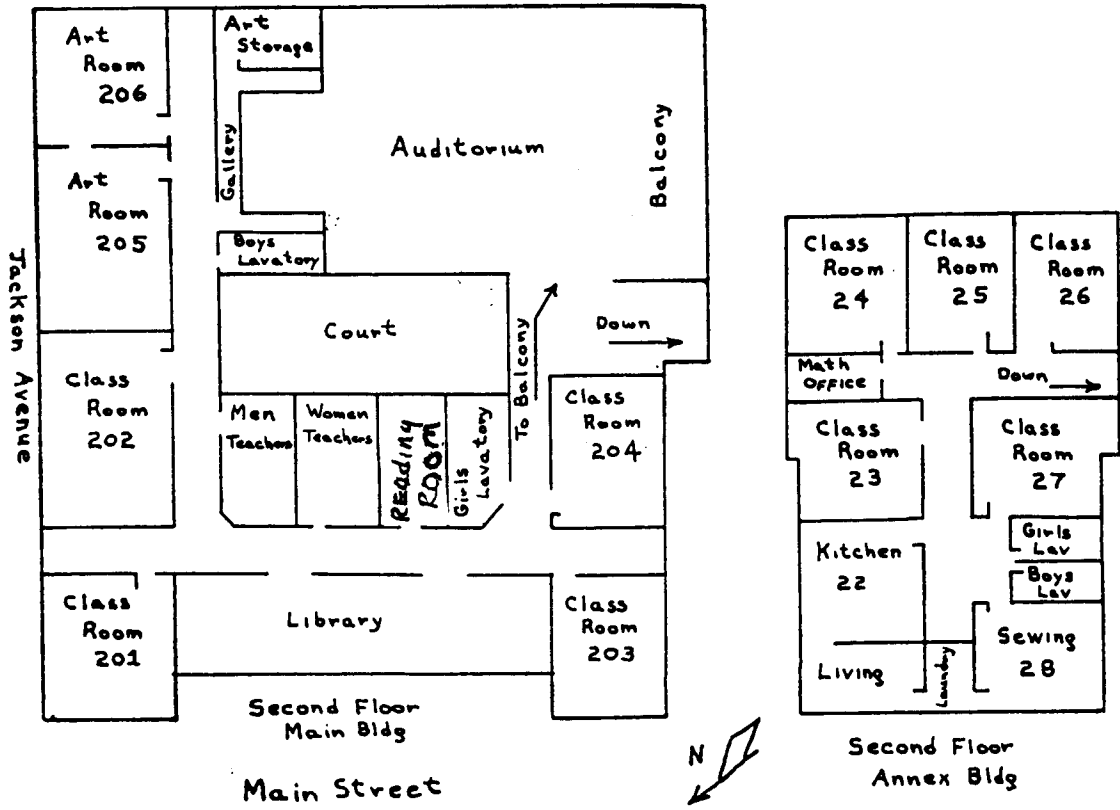 Art
Room
206
Art
Storage
Gallery
Auditorium
Balcony
Art
Room
205
Boys
Lavatory
Jackson Avenue
Court
To Balcony
Down
Class
Room
202
Men
Teachers
Women
Teachers
READING
ROOM
Girls
Lavatory
Class
Room
204
Class
Room
201
Library
Class
Room
203
Second Floor
Main Bldg
Main Street
N
Class
Room
24
Class
Room
25
Class
Room
26
Math
OFFICE
Down
Class
Room
23
Class
Room
27
Girls
Lav
Boys
Lav
Kitchen
22
Living
Laundry
Sewing
28
Second Floor
Annex Bldg